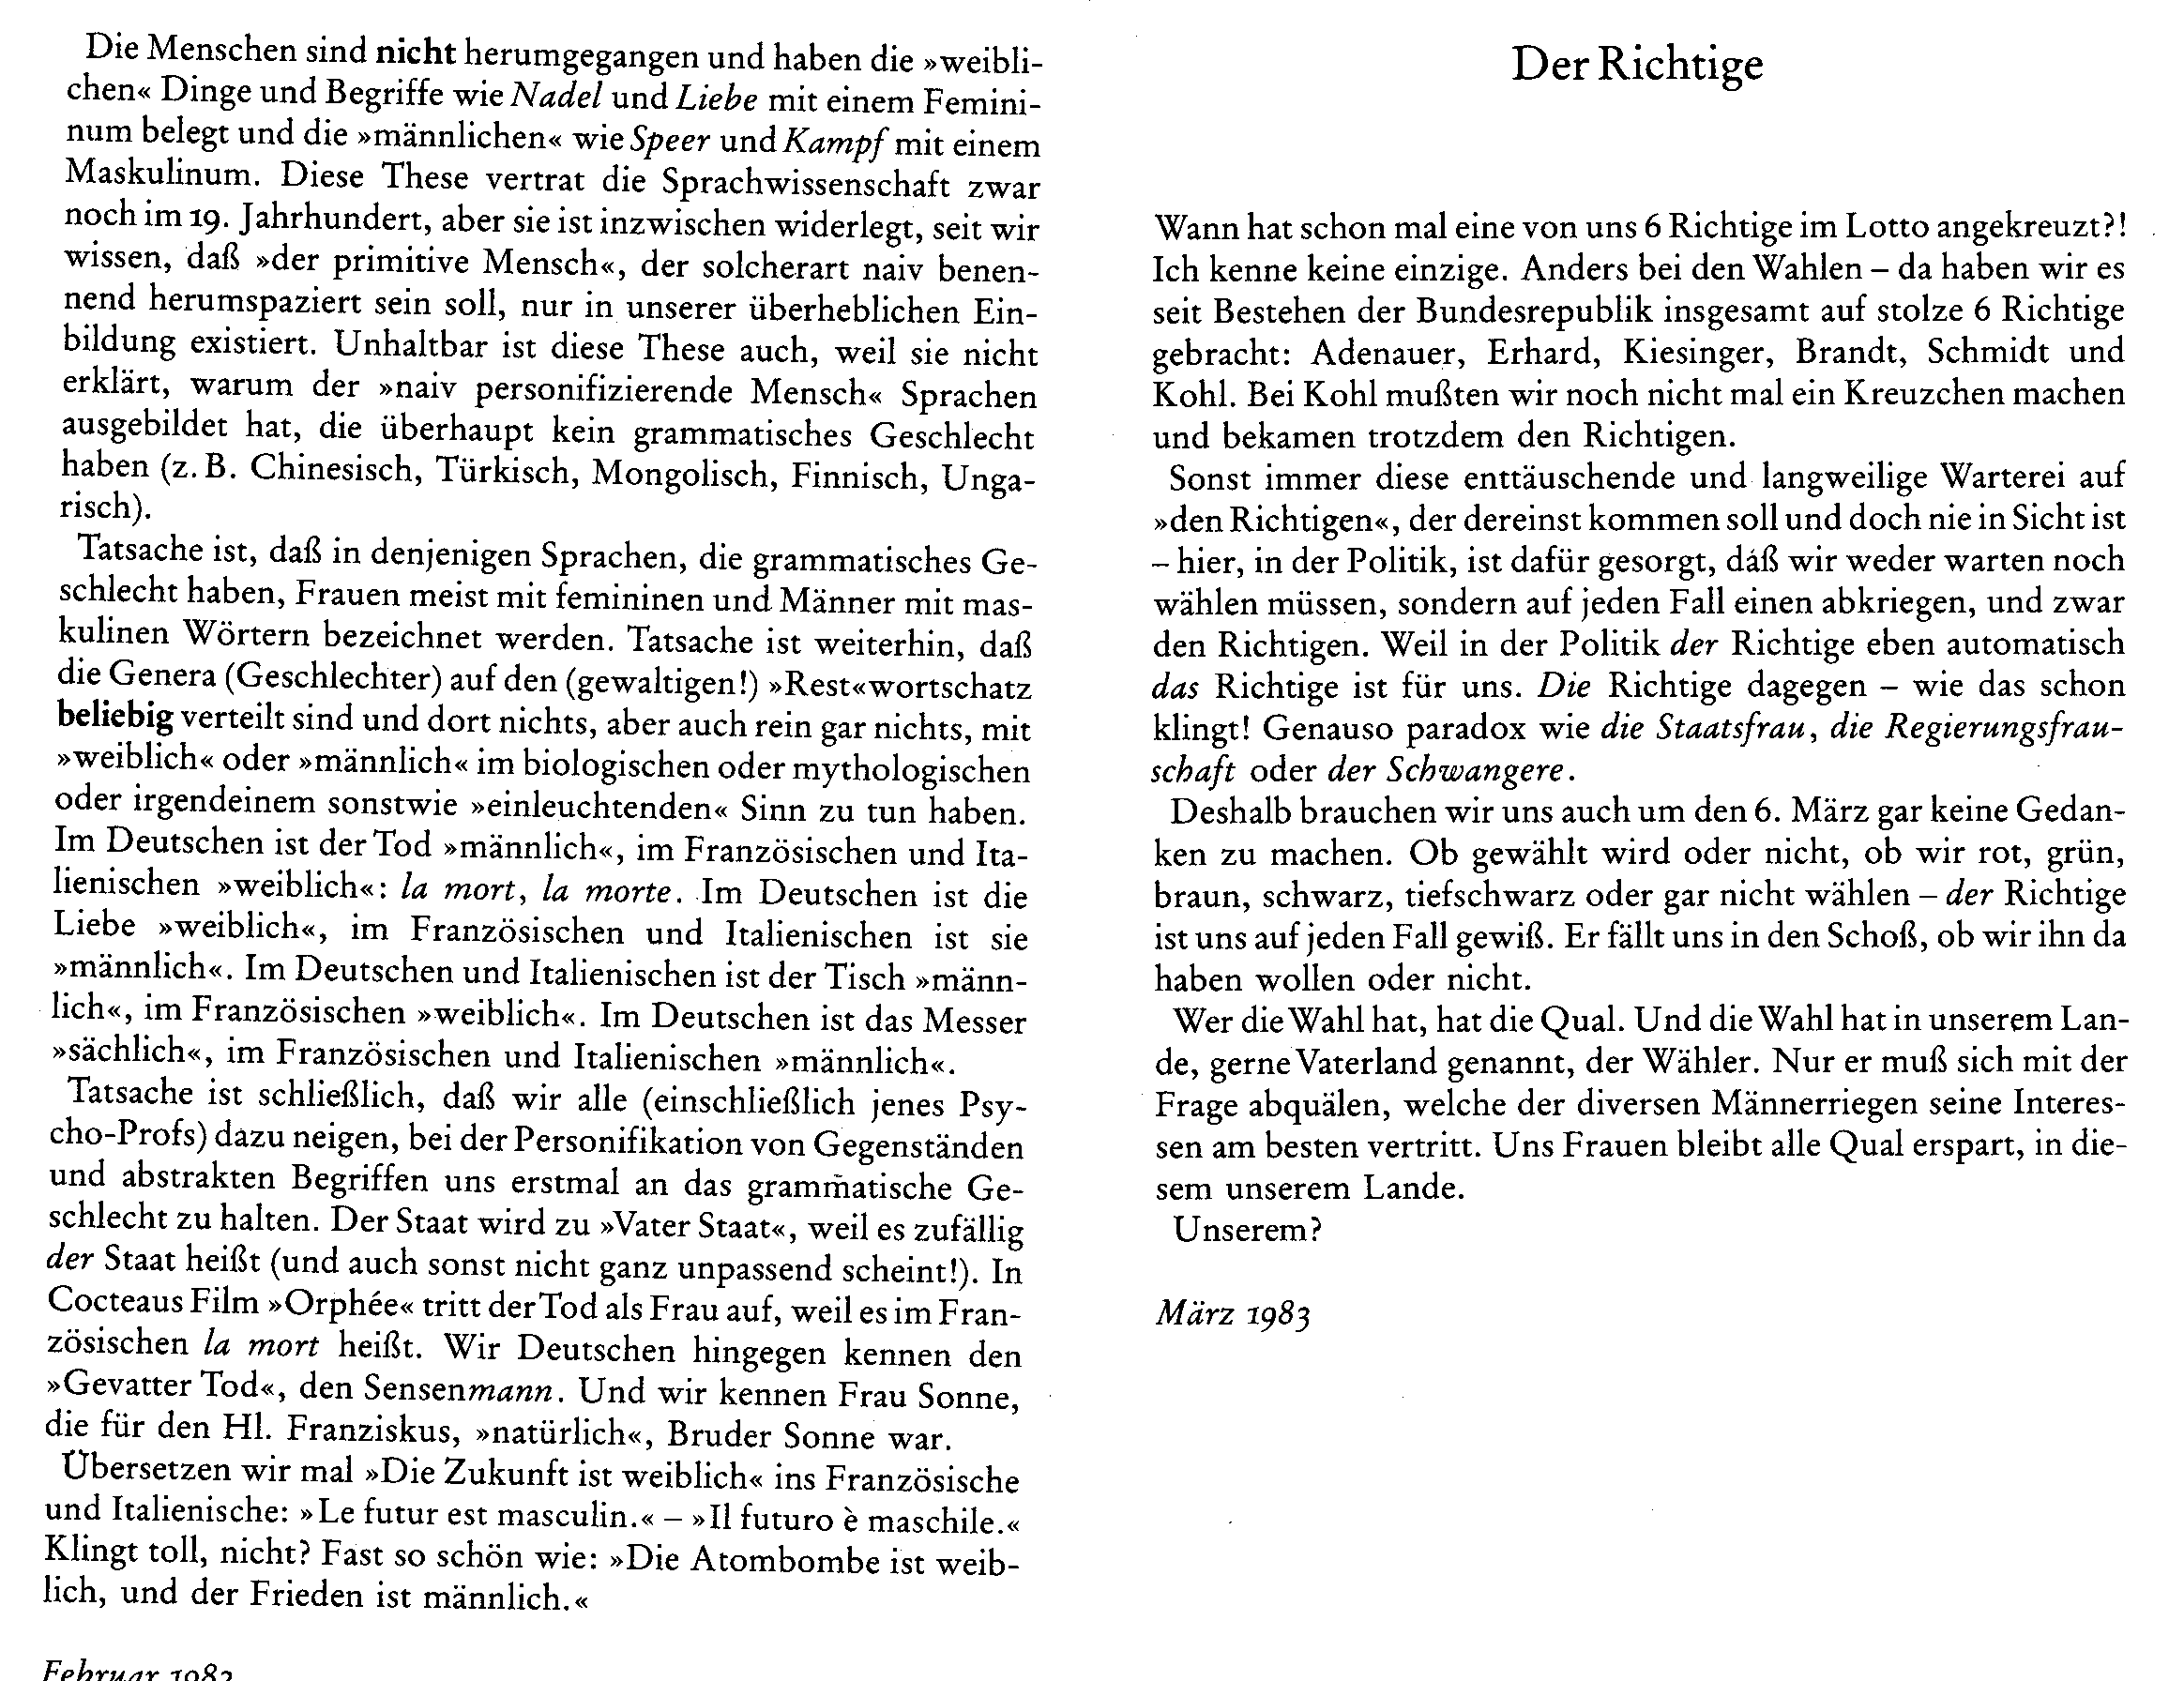 Die Menschen sind nicht herumgegangen und haben die »weibli-
chen« Dinge und Begriffe wie Nadel und Liebe mit einem Femini-
num belegt und die »männlichen« wie Speer und Kampf mit einem
Maskulinum. Diese These vertrat die Sprachwissenschaft zwar
noch im 19. Jahrhundert, aber sie ist inzwischen widerlegt, seit wir
wissen, daß »der primitive Mensch«, der solcherart naiv benen-
nend herumspaziert sein soll, nur in unserer überheblichen Ein-
bildung existiert. Unhaltbar ist diese These auch, weil sie nicht
erklärt, warum der »naiv personifizierende Mensch« Sprachen
ausgebildet hat, die überhaupt kein grammatisches Geschlecht
haben (z. B. Chinesisch, Türkisch, Mongolisch, Finnisch, Unga-
risch).
Tatsache ist, daß in denjenigen Sprachen, die grammatisches Ge-
schlecht haben, Frauen meist mit femininen und Männer mit mas-
kulinen Wörtern bezeichnet werden. Tatsache ist weiterhin, daß
die Genera (Geschlechter) auf den (gewaltigen!) »Rest«wortschatz
beliebig verteilt sind und dort nichts, aber auch rein gar nichts, mit
»weiblich« oder »männlich« im biologischen oder mythologischen
oder irgendeinem sonstwie »einleuchtenden« Sinn zu tun haben.
Im Deutschen ist der Tod »männlich«, im Französischen und Ita-
lienischen »weiblich«: la mort, la morte. Im Deutschen ist die
Liebe »weiblich«, im Französischen und Italienischen ist sie
»männlich«. Im Deutschen und Italienischen ist der Tisch »männ-
lich«, im Französischen »weiblich«. Im Deutschen ist das Messer
»sächlich«, im Französischen und Italienischen »männlich«.
Tatsache ist schließlich, daß wir alle (einschließlich jenes Psy-
cho-Profs) dazu neigen, bei der Personifikation von Gegenständen
und abstrakten Begriffen uns erstmal an das grammatische Ge-
schlecht zu halten. Der Staat wird zu »Vater Staat«, weil es zufällig
der Staat heißt (und auch sonst nicht ganz unpassend scheint!). In
Cocteaus Film »Orphée« tritt der Tod als Frau auf, weil es im Fran-
zösischen la mort heißt. Wir Deutschen hingegen kennen den
»Gevatter Tod«, den Sensenmann. Und wir kennen Frau Sonne,
die für den Hl. Franziskus, »natürlich«, Bruder Sonne war.
Übersetzen wir mal »Die Zukunft ist weiblich« ins Französische
und Italienische: »Le futur est masculin.« – »Il futuro è maschile.«
Klingt toll, nicht? Fast so schön wie: »Die Atombombe ist weib-
lich, und der Frieden ist männlich.«
Februar
Der Richtige
Wann hat schon mal eine von uns 6 Richtige im Lotto angekreuzt?!
Ich kenne keine einzige. Anders bei den Wahlen – da haben wir es
seit Bestehen der Bundesrepublik insgesamt auf stolze 6 Richtige
gebracht: Adenauer, Erhard, Kiesinger, Brandt, Schmidt und
Kohl. Bei Kohl mußten wir noch nicht mal ein Kreuzchen machen
und bekamen trotzdem den Richtigen.
Sonst immer diese enttäuschende und langweilige Warterei auf
»den Richtigen«, der dereinst kommen soll und doch nie in Sicht ist
– hier, in der Politik, ist dafür gesorgt, daß wir weder warten noch
wählen müssen, sondern auf jeden Fall einen abkriegen, und zwar
den Richtigen. Weil in der Politik der Richtige eben automatisch
das Richtige ist für uns. Die Richtige dagegen – wie das schon
klingt! Genauso paradox wie die Staatsfrau, die Regierungsfrau-
schaft oder der Schwangere.
Deshalb brauchen wir uns auch um den 6. März gar keine Gedan-
ken zu machen. Ob gewählt wird oder nicht, ob wir rot, grün,
braun, schwarz, tiefschwarz oder gar nicht wählen – der Richtige
ist uns auf jeden Fall gewiß. Er fällt uns in den Schoß, ob wir ihn da
haben wollen oder nicht.
Wer die Wahl hat, hat die Qual. Und die Wahl hat in unserem Lan-
de, gerne Vaterland genannt, der Wähler. Nur er muß sich mit der
Frage abquälen, welche der diversen Männerriegen seine Interes-
sen am besten vertritt. Uns Frauen bleibt alle Qual erspart, in die-
sem unserem Lande.
Unserem?
März 1983